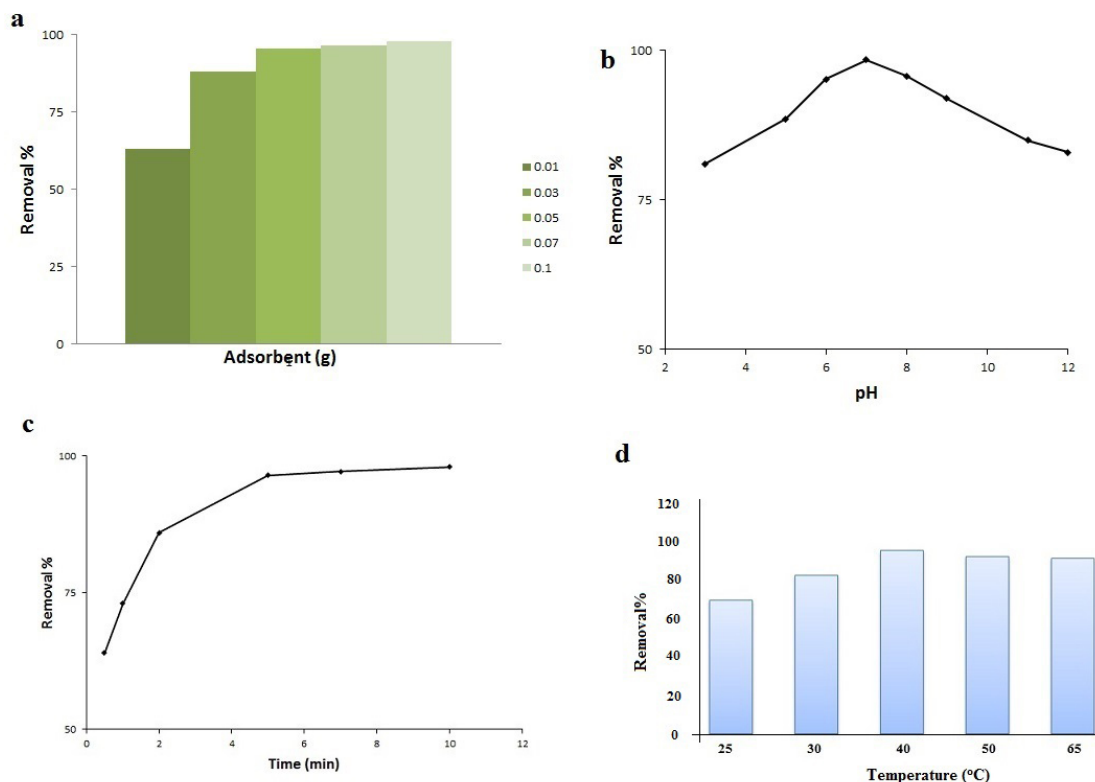 a
100
75
50
25
0
Removal %
Adsorbent (g)
0.01
0.03
0.05
0.07
0.1
b
100
75
50
Removal %
2 4 6 8 10 12
pH
c
100
75
50
Removal %
0 2 4 6 8 10 12
Time (min)
d
120
100
80
60
40
20
0
Removal%
25 30 40 50 65
Temperature (°C)